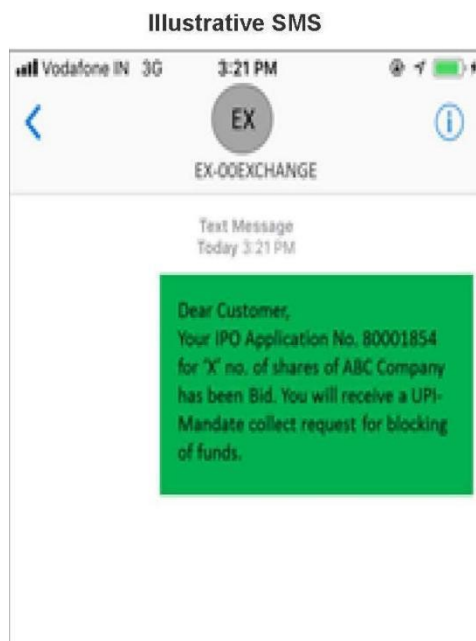 Illustrative SMS
Vodafone IN 3G 3:21 PM
EX
EX-OOEXCHANGE
Text Message
Today 3:21 PM
Dear Customer,
Your IPO Application No. 80001854
for 'X' no. of shares of ABC Company
has been Bid. You will receive a UPI-
Mandate collect request for blocking
of funds.